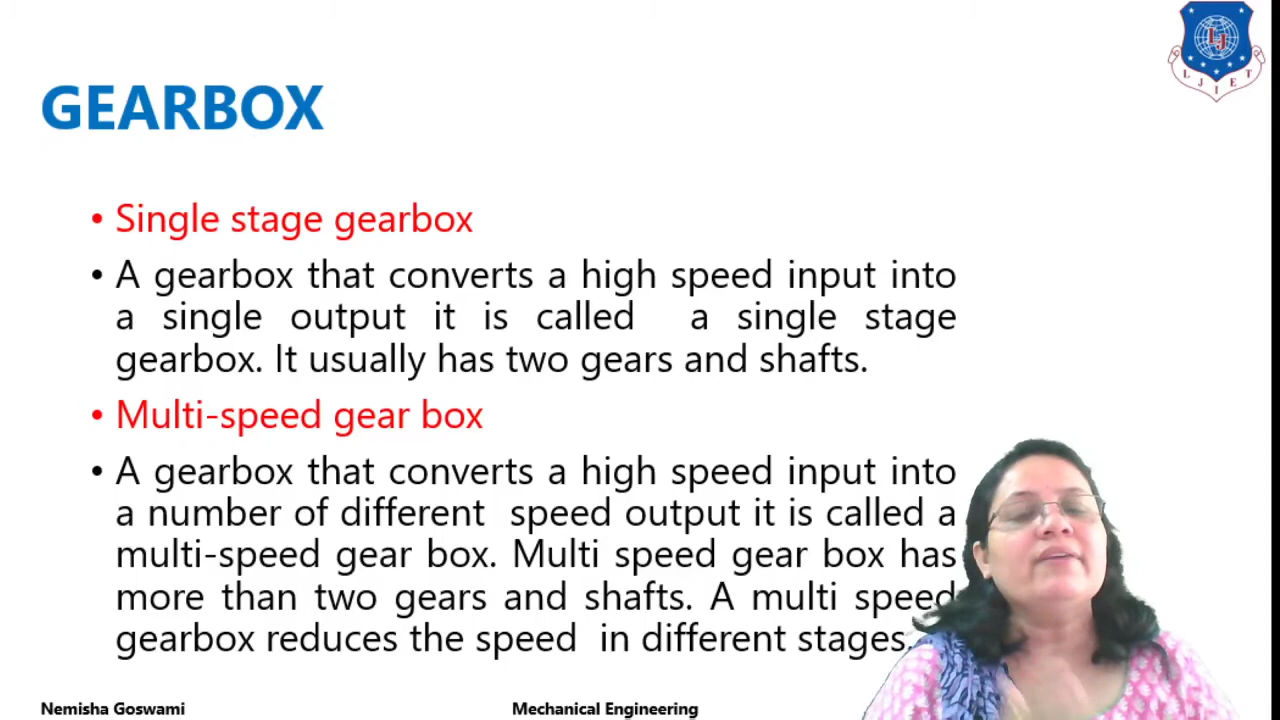 L J I E T
LJ
GEARBOX
• Single stage gearbox
• A gearbox that converts a high speed input into
a single output it is called a single stage
gearbox. It usually has two gears and shafts.
• Multi-speed gear box
• A gearbox that converts a high speed input into
a number of different speed output it is called a
multi-speed gear box. Multi speed gear box has
more than two gears and shafts. A multi speed
gearbox reduces the speed in different stages.
Nemisha Goswami
Mechanical Engineering